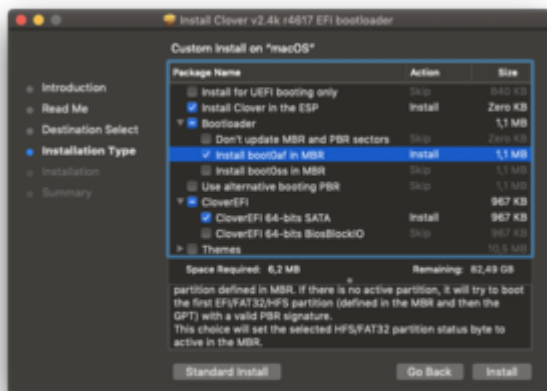 Install Clover v2.4k r4617 EFI bootloader
Custom Install on "macOS"
Package Name Action Size
Install for UEFI booting only Skip 840 KB
Install Clover in the ESP Install Zero KB
Bootloader 1,1 MB
Don't update MBR and PBR sectors Skip Zero KB
Install boot0af in MBR Install 1,1 MB
Install boot0ss in MBR Skip 1,1 MB
Use alternative booting PBR Skip 1,1 MB
CloverEFI 967 KB
CloverEFI 64-bits SATA Install 967 KB
CloverEFI 64-bits BiosBlockIO Skip 967 KB
Themes 10,5 MB
Introduction
Read Me
Destination Select
Installation Type
Installation
Summary
Space Required: 6,2 MB Remaining: 82,49 GB
partition defined in MBR. If there is no active partition, it will try to boot
the first EFI/FAT32/HFS partition (defined in the MBR and then the
GPT) with a valid PBR signature.
This choice will set the selected HFS/FAT32 partition status byte to
active in the MBR.
Standard Install Go Back Install